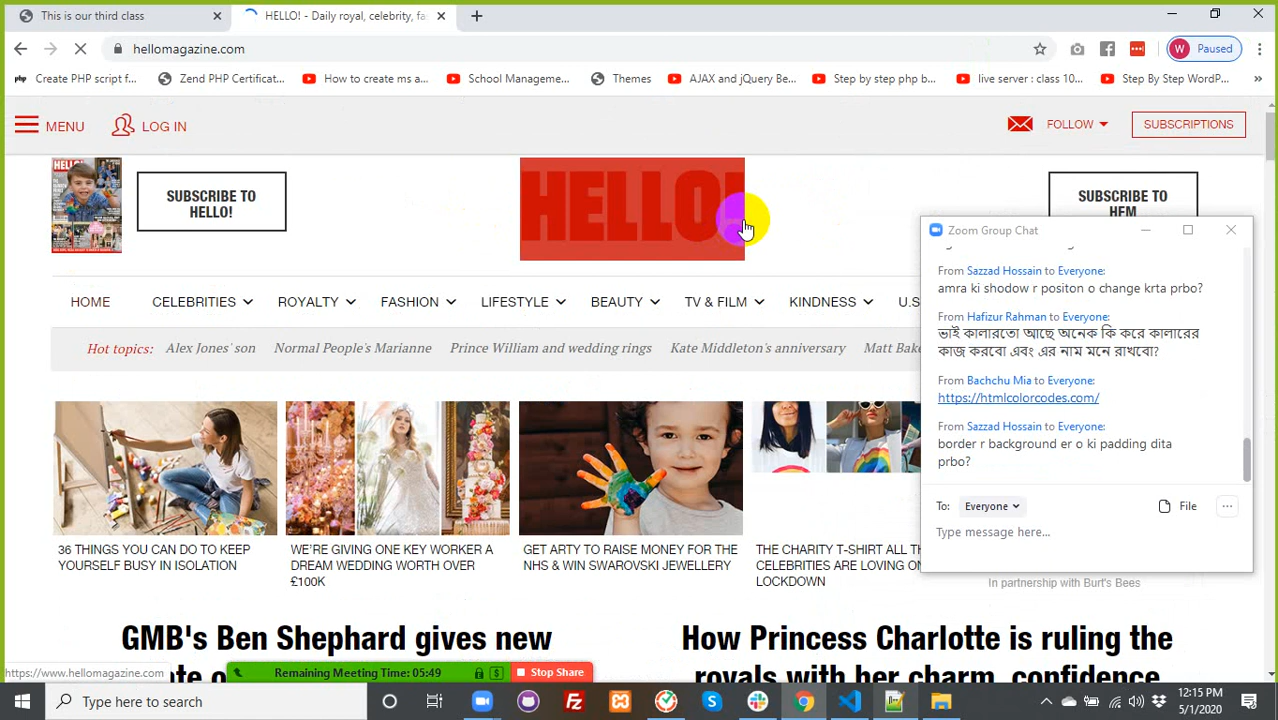 This is our third class
HELLO! - Daily royal, celebrity, fa
hellomagazine.com
Paused
Create PHP script f...
Zend PHP Certificat...
How to create ms a...
School Manageme...
Themes
AJAX and jQuery Be...
Step by step php b...
live server : class 10...
Step By Step WordP...
MENU
LOG IN
FOLLOW
SUBSCRIPTIONS
HELLO!
SUBSCRIBE TO
HELLO!
HELLO!
SUBSCRIBE TO
HFM
HOME
CELEBRITIES
ROYALTY
FASHION
LIFESTYLE
BEAUTY
TV & FILM
KINDNESS
U.S
Hot topics:
Alex Jones' son
Normal People's Marianne
Prince William and wedding rings
Kate Middleton's anniversary
Matt Bake
36 THINGS YOU CAN DO TO KEEP
YOURSELF BUSY IN ISOLATION
WE'RE GIVING ONE KEY WORKER A
DREAM WEDDING WORTH OVER
£100K
GET ARTY TO RAISE MONEY FOR THE
NHS & WIN SWAROVSKI JEWELLERY
THE CHARITY T-SHIRT ALL TH
CELEBRITIES ARE LOVING ON
LOCKDOWN
In partnership with Burt's Bees
GMB's Ben Shephard gives new
ate o
How Princess Charlotte is ruling the
royals with her charm, confidence
Zoom Group Chat
From Sazzad Hossain to Everyone:
amra ki shodow r positon o change krta prbo?
From Hafizur Rahman to Everyone:
ভাই কালারতো আছে অনেক কি করে কালারের
কাজ করবো এবং এর নাম মনে রাখবো?
From Bachchu Mia to Everyone:
https://htmlcolorcodes.com/
From Sazzad Hossain to Everyone:
border r background er o ki padding dita
prbo?
To: Everyone
File
Type message here...
https://www.hellomagazine.com
Remaining Meeting Time: 05:49
Stop Share
Type here to search
12:15 PM
5/1/2020